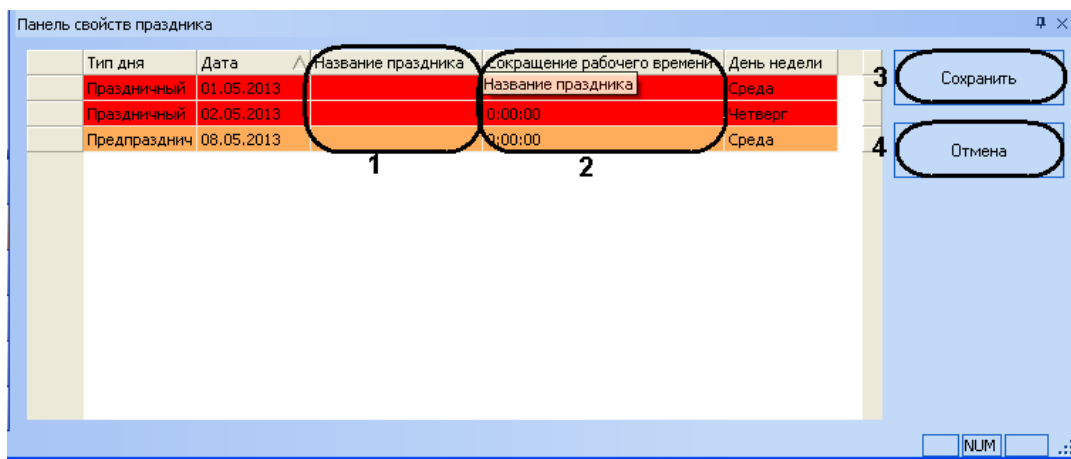 Панель свойств праздника
Тип дня Дата Название праздника Сокращение рабочего времени День недели
Праздничный 01.05.2013 Название праздника Среда
Праздничный 02.05.2013 0:00:00 Четверг
Предпразднич 08.05.2013 0:00:00 Среда
1 2
3 Сохранить
4 Отмена
NUM